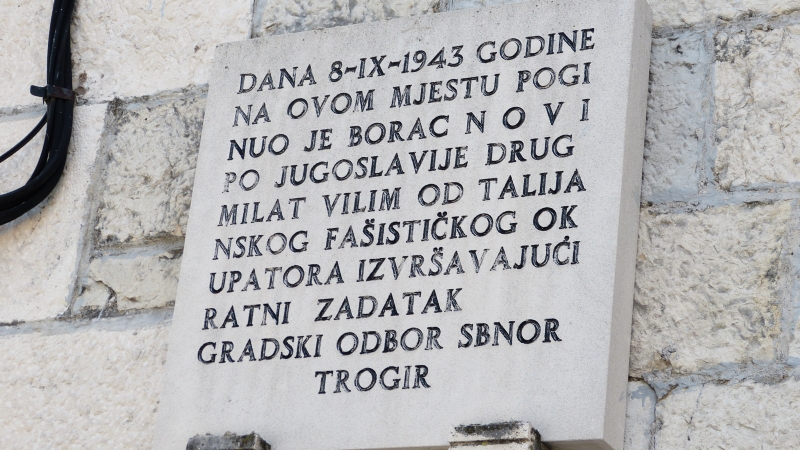 DANA 8-IX-1943 GODINE
NA OVOM MJESTU POGI
NUO JE BORAC N O V I
PO JUGOSLAVIJE DRUG
MILAT VILIM OD TALIJA
NSKOG FAŠISTIČKOG OK
UPATORA IZVRŠAVAJUĆI
RATNI ZADATAK
GRADSKI ODBOR SBNOR
TROGIR